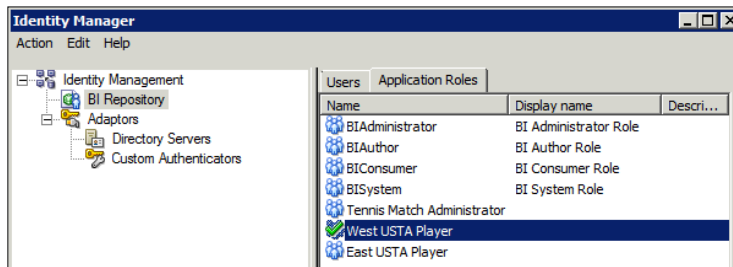 Identity Manager
Action Edit Help
Identity Management
BI Repository
Adaptors
Directory Servers
Custom Authenticators
Users Application Roles
Name Display name Descri...
BIAdministrator BI Administrator Role
BIAuthor BI Author Role
BIConsumer BI Consumer Role
BISystem BI System Role
Tennis Match Administrator
West USTA Player
East USTA Player